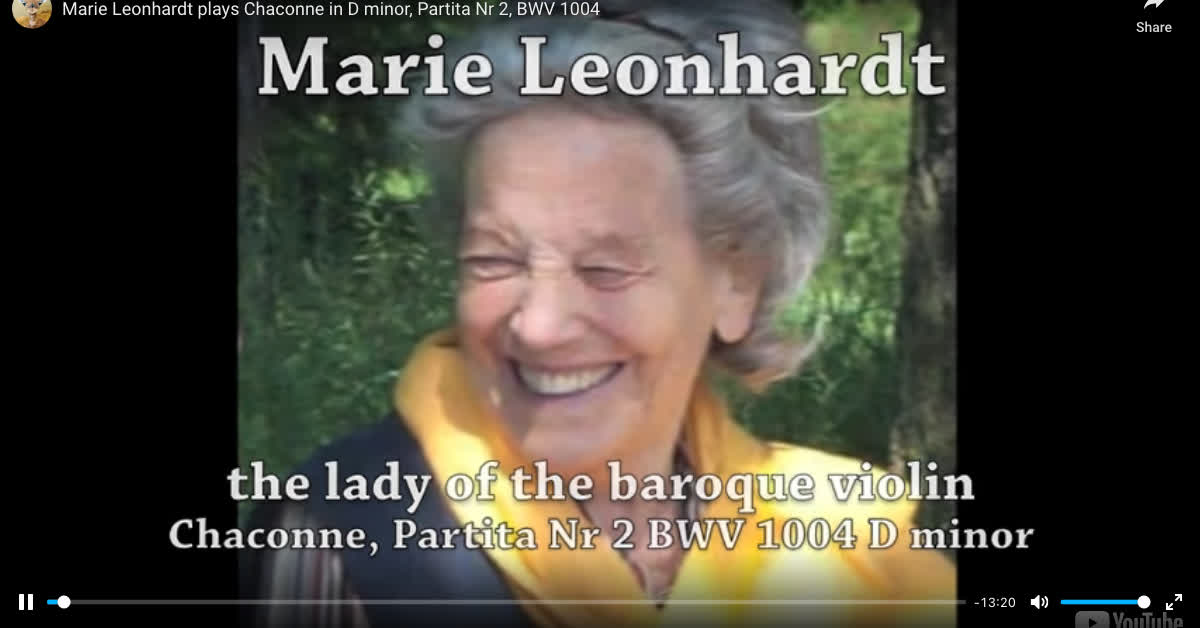 Marie Leonhardt plays Chaconne in D minor, Partita Nr 2, BWV 1004
Share
Marie Leonhardt
the lady of the baroque violin
Chaconne, Partita Nr 2 BWV 1004 D minor
-13:20
YouTube